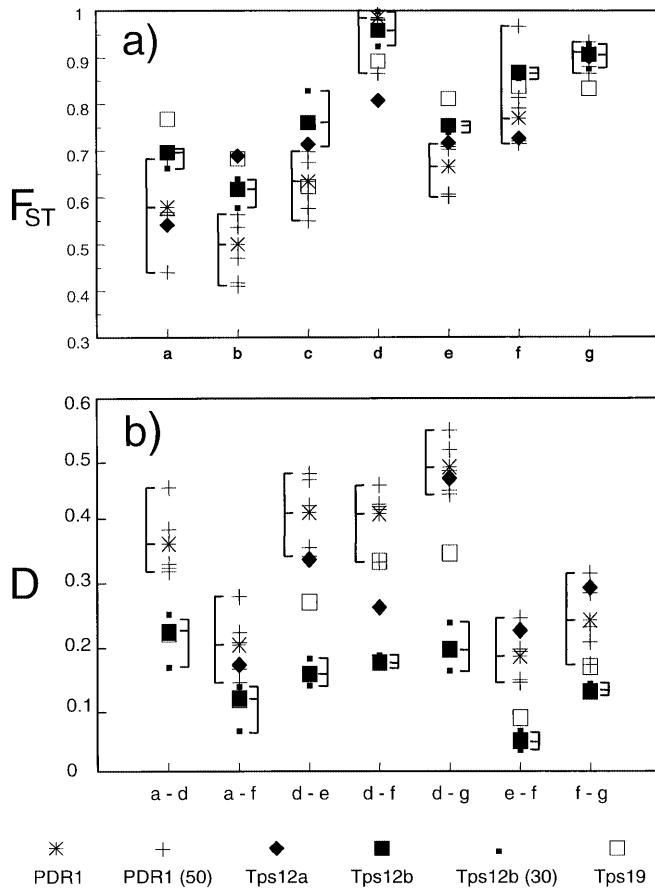 a)
1
0.9
0.8
0.7
0.6
0.5
0.4
0.3
FST
a b c d e f g
b)
0.6
0.5
0.4
0.3
0.2
0.1
0
D
a - d a - f d - e d - f d - g e - f f - g
PDR1 PDR1 (50) Tps12a Tps12b Tps12b (30) Tps19